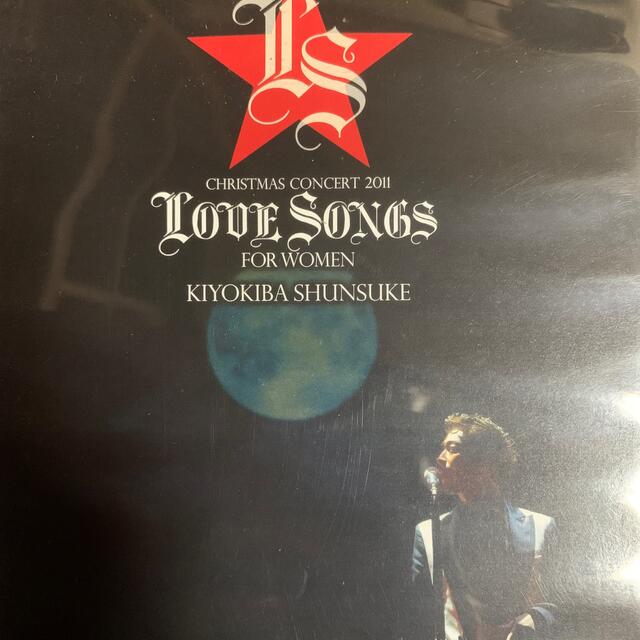 LS
CHRISTMAS CONCERT 2011
LOVE SONGS
FOR WOMEN
KIYOKIBA SHUNSUKE